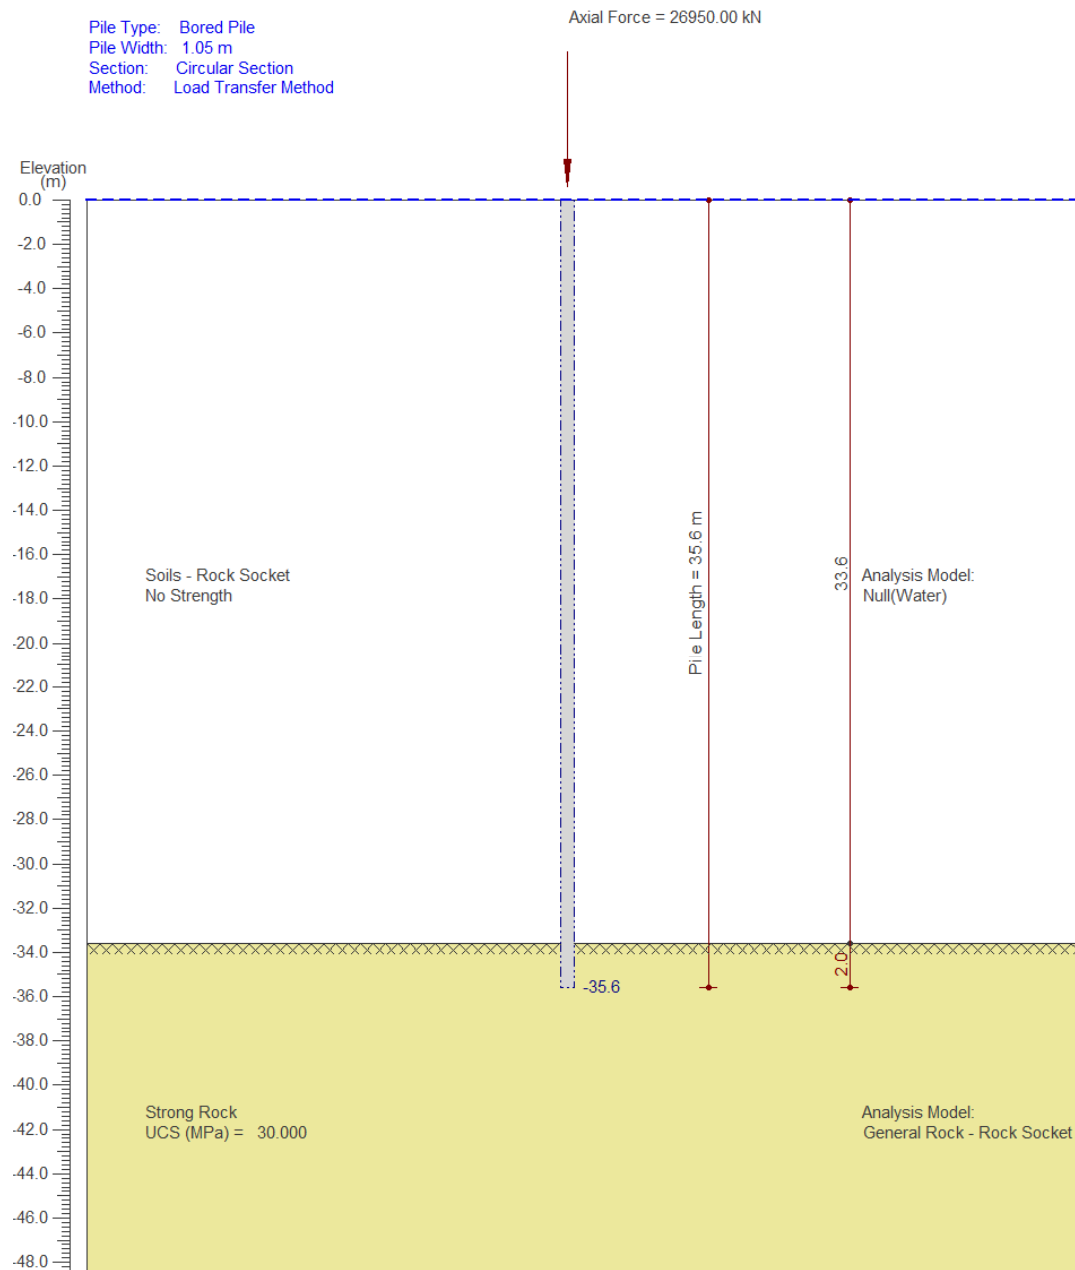 Axial Force = 26950.00 kN
Pile Type: Bored Pile
Pile Width: 1.05 m
Section: Circular Section
Method: Load Transfer Method
Elevation
(m)
0.0
-2.0
-4.0
-6.0
-8.0
-10.0
-12.0
-14.0
-16.0
-18.0
-20.0
-22.0
-24.0
-26.0
-28.0
-30.0
-32.0
-34.0
-36.0
-38.0
-40.0
-42.0
-44.0
-46.0
-48.0
Soils - Rock Socket
No Strength
Pile Length = 35.6 m
33.6
Analysis Model:
Null(Water)
2.0
-35.6
Strong Rock
UCS (MPa) = 30.000
Analysis Model:
General Rock - Rock Socket